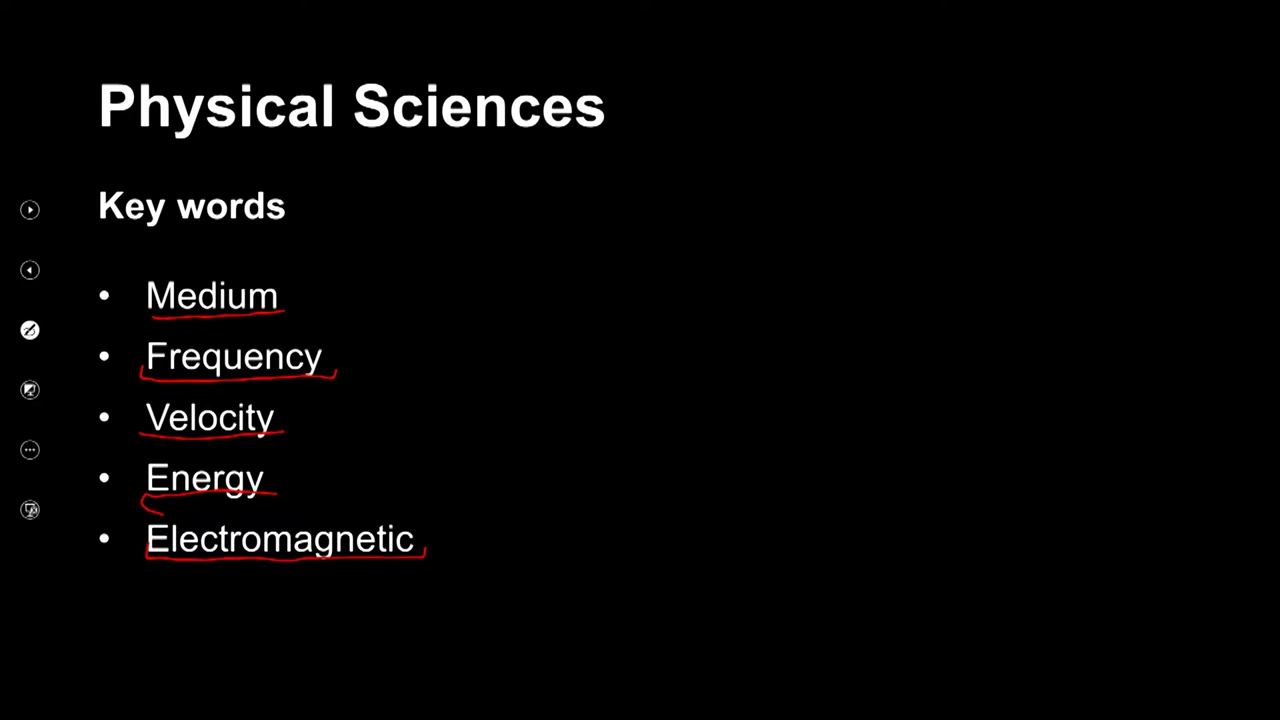 Physical Sciences
Key words
• Medium
• Frequency
• Velocity
• Energy
• Electromagnetic